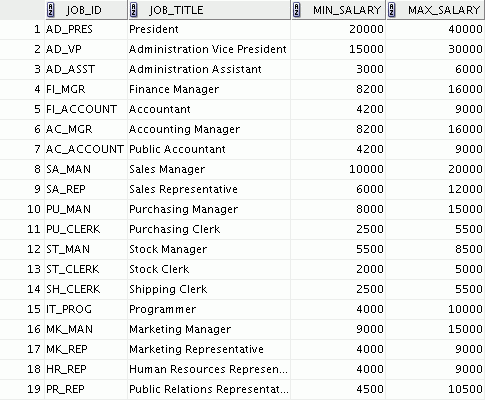 JOB_ID JOB_TITLE MIN_SALARY MAX_SALARY
1 AD_PRES President 20000 40000
2 AD_VP Administration Vice President 15000 30000
3 AD_ASST Administration Assistant 3000 6000
4 FI_MGR Finance Manager 8200 16000
5 FI_ACCOUNT Accountant 4200 9000
6 AC_MGR Accounting Manager 8200 16000
7 AC_ACCOUNT Public Accountant 4200 9000
8 SA_MAN Sales Manager 10000 20000
9 SA_REP Sales Representative 6000 12000
10 PU_MAN Purchasing Manager 8000 15000
11 PU_CLERK Purchasing Clerk 2500 5500
12 ST_MAN Stock Manager 5500 8500
13 ST_CLERK Stock Clerk 2000 5000
14 SH_CLERK Shipping Clerk 2500 5500
15 IT_PROG Programmer 4000 10000
16 MK_MAN Marketing Manager 9000 15000
17 MK_REP Marketing Representative 4000 9000
18 HR_REP Human Resources Represen... 4000 9000
19 PR_REP Public Relations Representat... 4500 10500